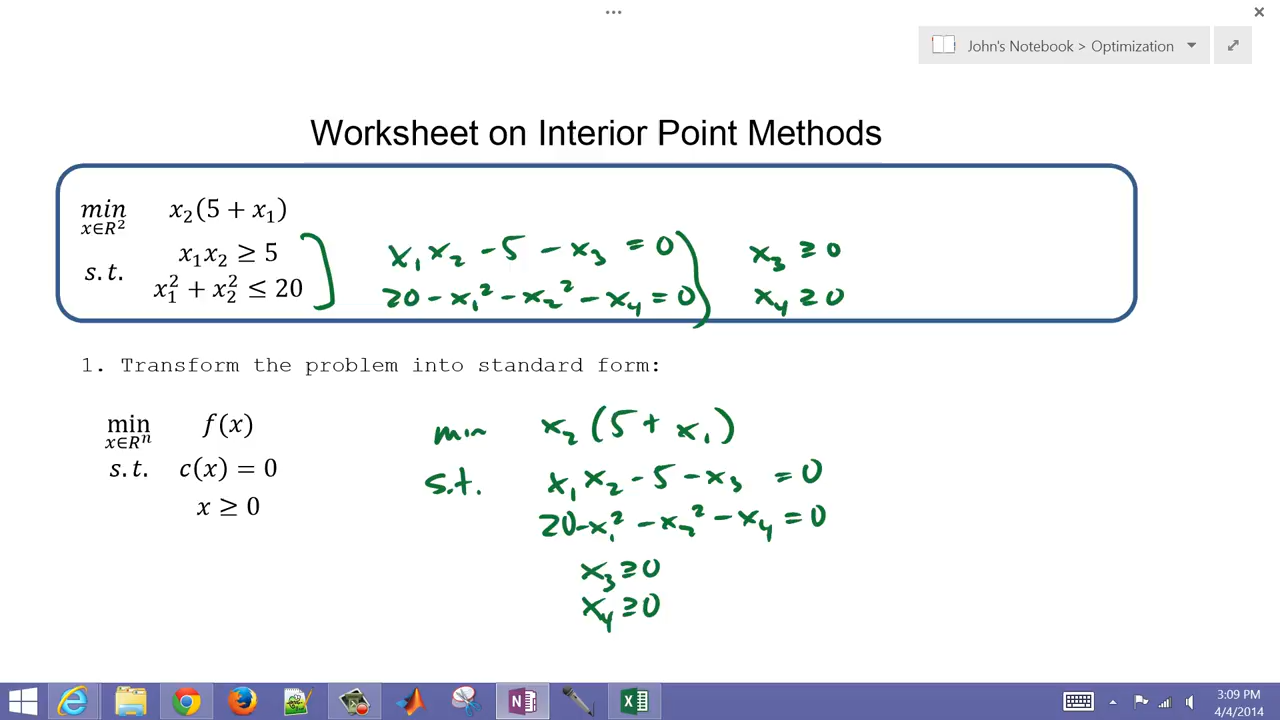 John's Notebook > Optimization
Worksheet on Interior Point Methods
min x∈R² x₂(5 + x₁)
s.t. x₁x₂ ≥ 5
x₁² + x₂² ≤ 20
x₁x₂ - 5 - x₃ = 0 x₃ ≥ 0
20 - x₁² - x₂² - x₄ = 0 x₄ ≥ 0
1. Transform the problem into standard form:
min x∈Rⁿ f(x)
s.t. c(x) = 0
x ≥ 0
min x₂(5 + x₁)
s.t. x₁x₂ - 5 - x₃ = 0
20 - x₁² - x₂² - x₄ = 0
x₃ ≥ 0
x₄ ≥ 0
3:09 PM
4/4/2014